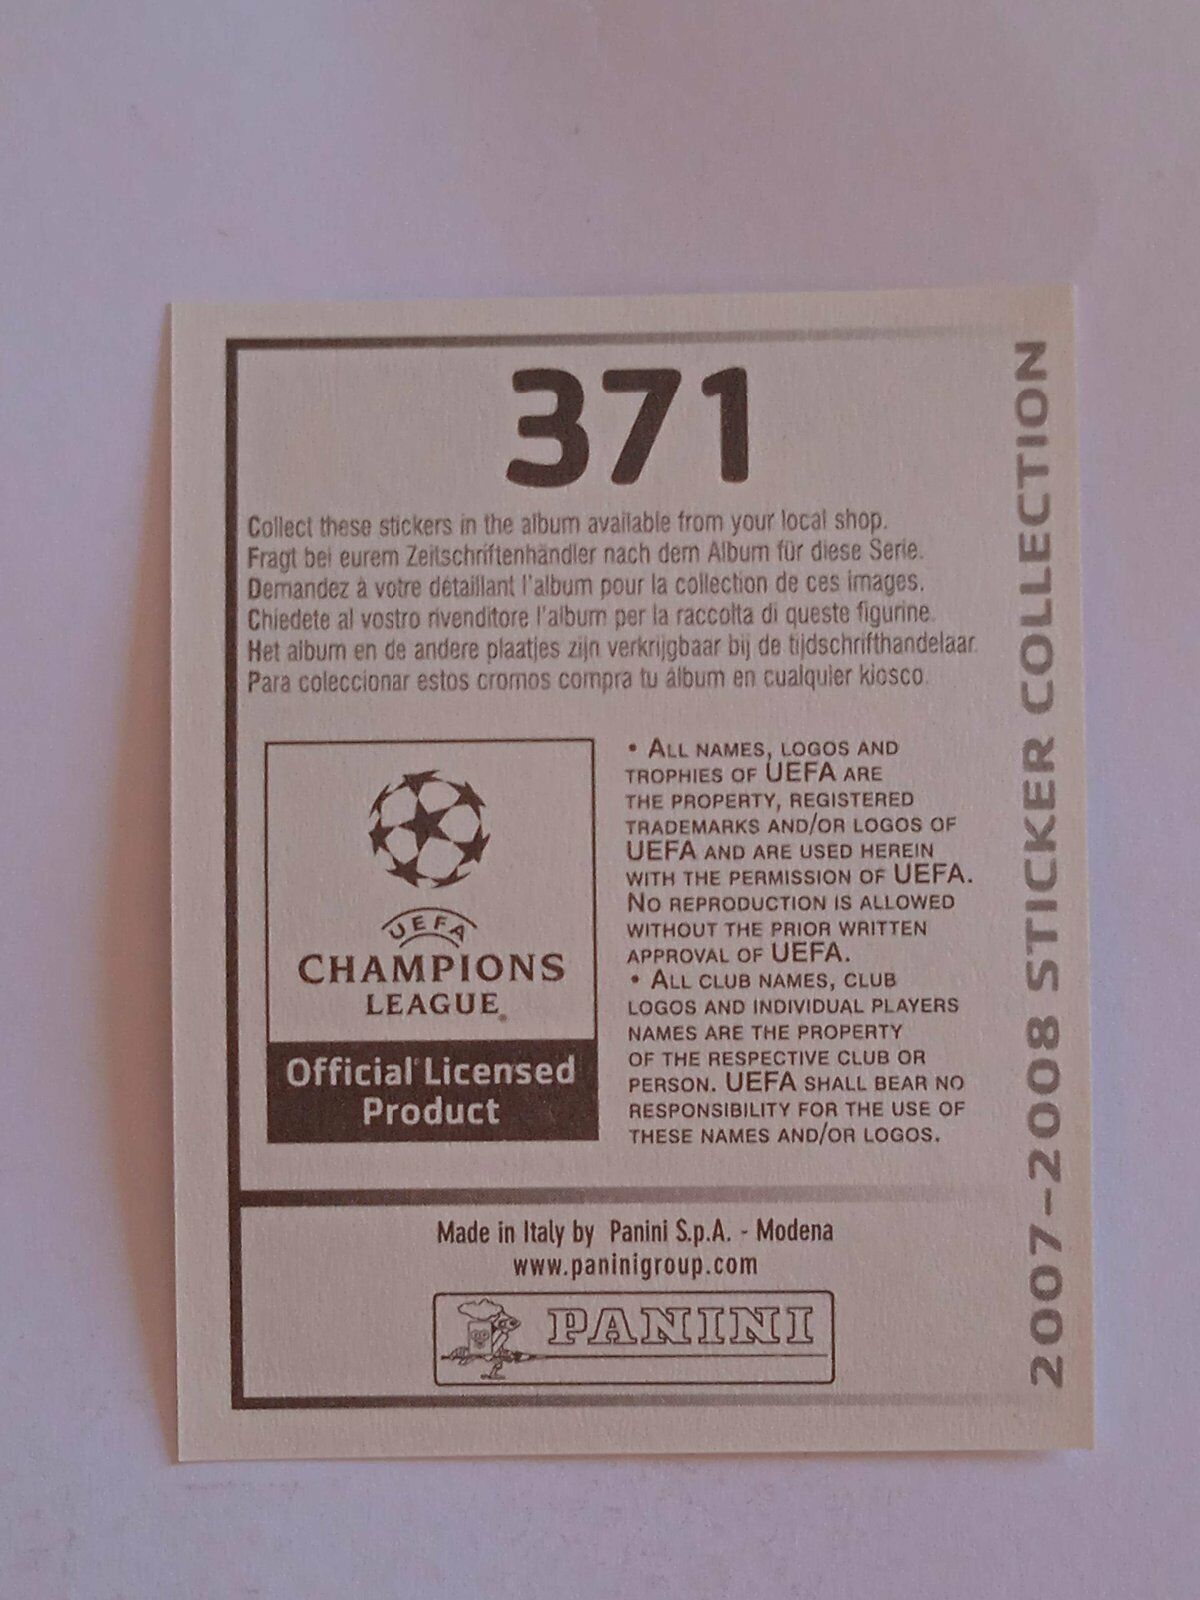 371
Collect these stickers in the album available from your local shop.
Fragt bei eurem Zeitschriftenhändler nach dem Album für diese Serie.
Demandez à votre détaillant l'album pour la collection de ces images.
Chiedete al vostro rivenditore l'album per la raccolta di queste figurine.
Het album en de andere plaatjes zijn verkrijgbaar bij de tijdschrifthandelaar.
Para coleccionar estos cromos compra tu álbum en cualquier kiosco.
UEFA
CHAMPIONS
LEAGUE®
Official Licensed
Product
• ALL NAMES, LOGOS AND
TROPHIES OF UEFA ARE
THE PROPERTY, REGISTERED
TRADEMARKS AND/OR LOGOS OF
UEFA AND ARE USED HEREIN
WITH THE PERMISSION OF UEFA.
NO REPRODUCTION IS ALLOWED
WITHOUT THE PRIOR WRITTEN
APPROVAL OF UEFA.
• ALL CLUB NAMES, CLUB
LOGOS AND INDIVIDUAL PLAYERS
NAMES ARE THE PROPERTY
OF THE RESPECTIVE CLUB OR
PERSON. UEFA SHALL BEAR NO
RESPONSIBILITY FOR THE USE OF
THESE NAMES AND/OR LOGOS.
Made in Italy by Panini S.p.A. - Modena
www.paninigroup.com
PANINI
2007-2008 STICKER COLLECTION